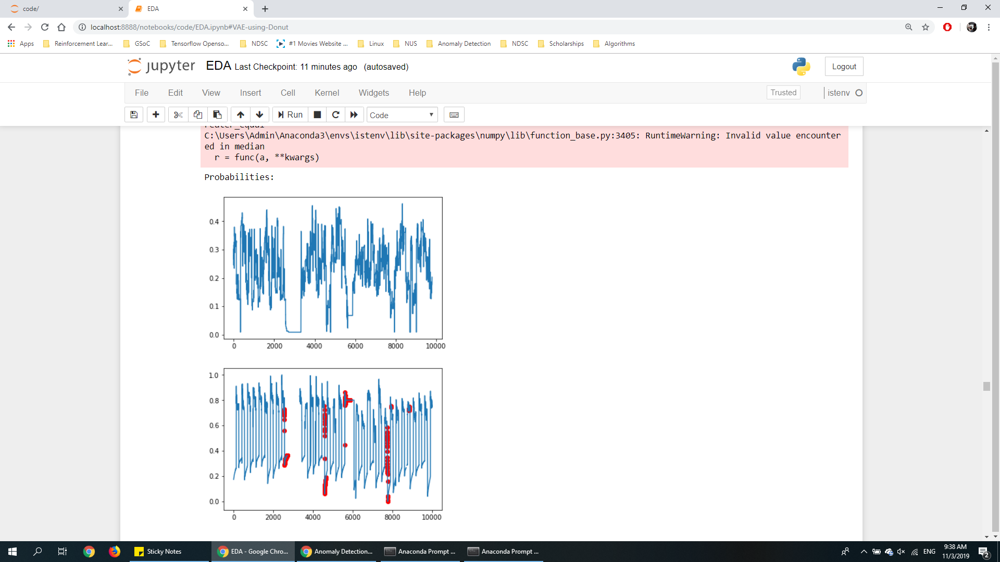 code/
EDA
localhost:8888/notebooks/code/EDA.ipynb#VAE-using-Donut
Apps Reinforcement Lear... GSoC Tensorflow Openso... NDSC #1 Movies Website ... Linux NUS Anomaly Detection NDSC Scholarships Algorithms
jupyter EDA Last Checkpoint: 11 minutes ago (autosaved) Logout
File Edit View Insert Cell Kernel Widgets Help Trusted istenv
Run Code
C:\Users\Admin\Anaconda3\envs\istenv\lib\site-packages\numpy\lib\function_base.py:3405: RuntimeWarning: Invalid value encounter
ed in median
r = func(a, **kwargs)
Probabilities:
0.4
0.3
0.2
0.1
0.0
0 2000 4000 6000 8000 10000
1.0
0.8
0.6
0.4
0.2
0.0
0 2000 4000 6000 8000 10000
Sticky Notes EDA - Google Chro... Anomaly Detection... Anaconda Prompt ... Anaconda Prompt ... ENG 9:38 AM
11/3/2019 2